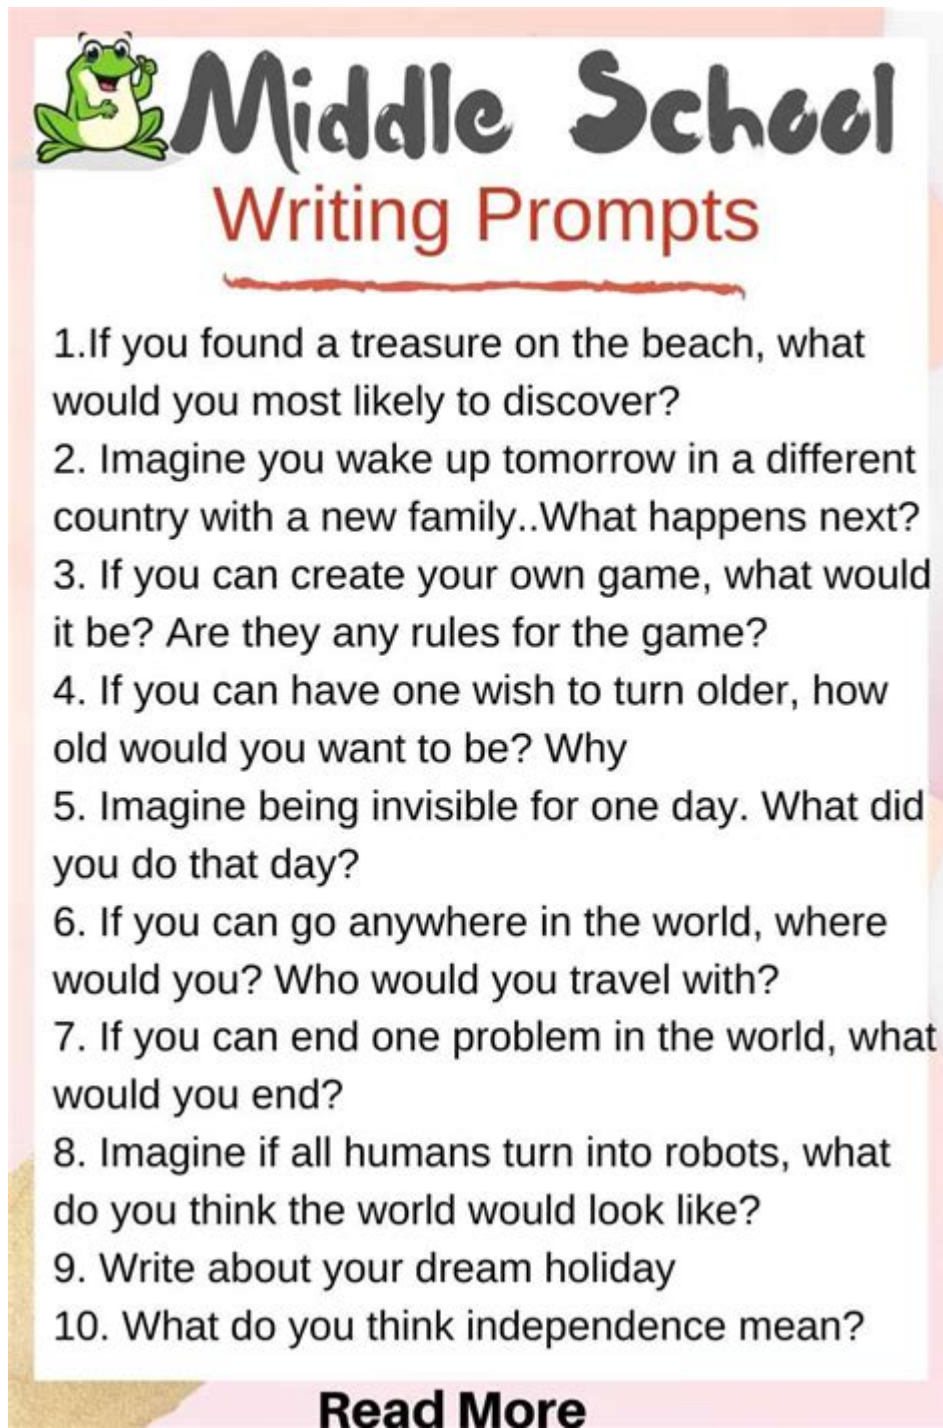 Middle School
Writing Prompts
1.If you found a treasure on the beach, what
would you most likely to discover?
2. Imagine you wake up tomorrow in a different
country with a new family..What happens next?
3. If you can create your own game, what would
it be? Are they any rules for the game?
4. If you can have one wish to turn older, how
old would you want to be? Why
5. Imagine being invisible for one day. What did
you do that day?
6. If you can go anywhere in the world, where
would you? Who would you travel with?
7. If you can end one problem in the world, what
would you end?
8. Imagine if all humans turn into robots, what
do you think the world would look like?
9. Write about your dream holiday
10. What do you think independence mean?
Read More